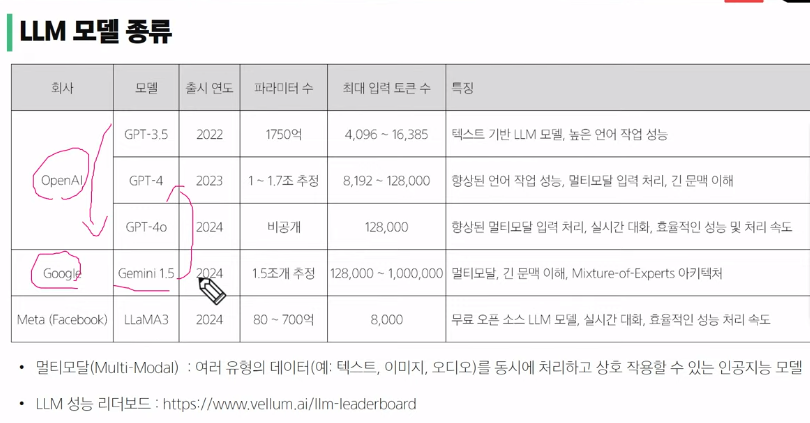 LLM 모델 종류
회사 모델 출시 연도 파라미터 수 최대 입력 토큰 수 특징
OpenAI GPT-3.5 2022 1750억 4,096 ~ 16,385 텍스트 기반 LLM 모델, 높은 언어 작업 성능
GPT-4 2023 1 ~ 1.7조 추정 8,192 ~ 128,000 향상된 언어 작업 성능, 멀티모달 입력 처리, 긴 문맥 이해
GPT-4o 2024 비공개 128,000 향상된 멀티모달 입력 처리, 실시간 대화, 효율적인 성능 및 처리 속도
Google Gemini 1.5 2024 1.5조개 추정 128,000 ~ 1,000,000 멀티모달, 긴 문맥 이해, Mixture-of-Experts 아키텍처
Meta (Facebook) LLaMA3 2024 80 ~ 700억 8,000 무료 오픈 소스 LLM 모델, 실시간 대화, 효율적인 성능 처리 속도
• 멀티모달(Multi-Modal) : 여러 유형의 데이터(예: 텍스트, 이미지, 오디오)를 동시에 처리하고 상호 작용할 수 있는 인공지능 모델
• LLM 성능 리더보드 : https://www.vellum.ai/llm-leaderboard